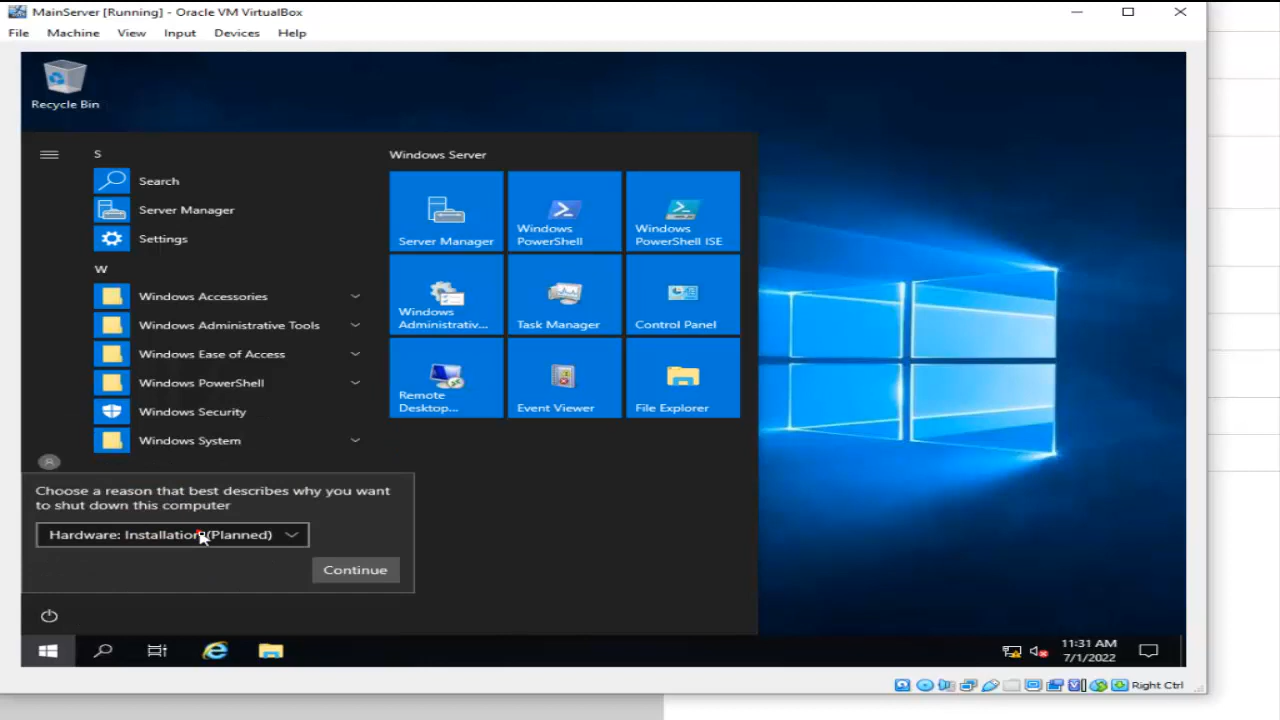 MainServer [Running] - Oracle VM VirtualBox
File Machine View Input Devices Help
Recycle Bin
S
Search
Server Manager
Settings
W
Windows Accessories
Windows Administrative Tools
Windows Ease of Access
Windows PowerShell
Windows Security
Windows System
Windows Server
Server Manager
Windows
PowerShell
Windows
PowerShell ISE
Windows
Administrativ...
Task Manager
Control Panel
Remote
Desktop...
Event Viewer
File Explorer
Choose a reason that best describes why you want
to shut down this computer
Hardware: Installation (Planned)
Continue
11:31 AM
7/1/2022
Right Ctrl